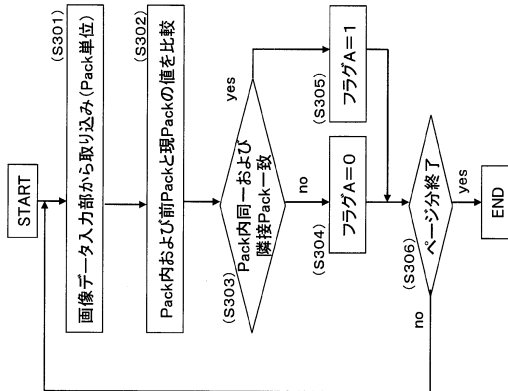 START
(S301)
画像データ入力部から取り込み(Pack単位)
(S302)
Pack内および前Packと現Packの値を比較
(S303)
Pack内同一および
隣接Pack一致
yes
no
(S304)
フラグA=0
(S305)
フラグA=1
(S306)
ページ分終了
no
yes
END